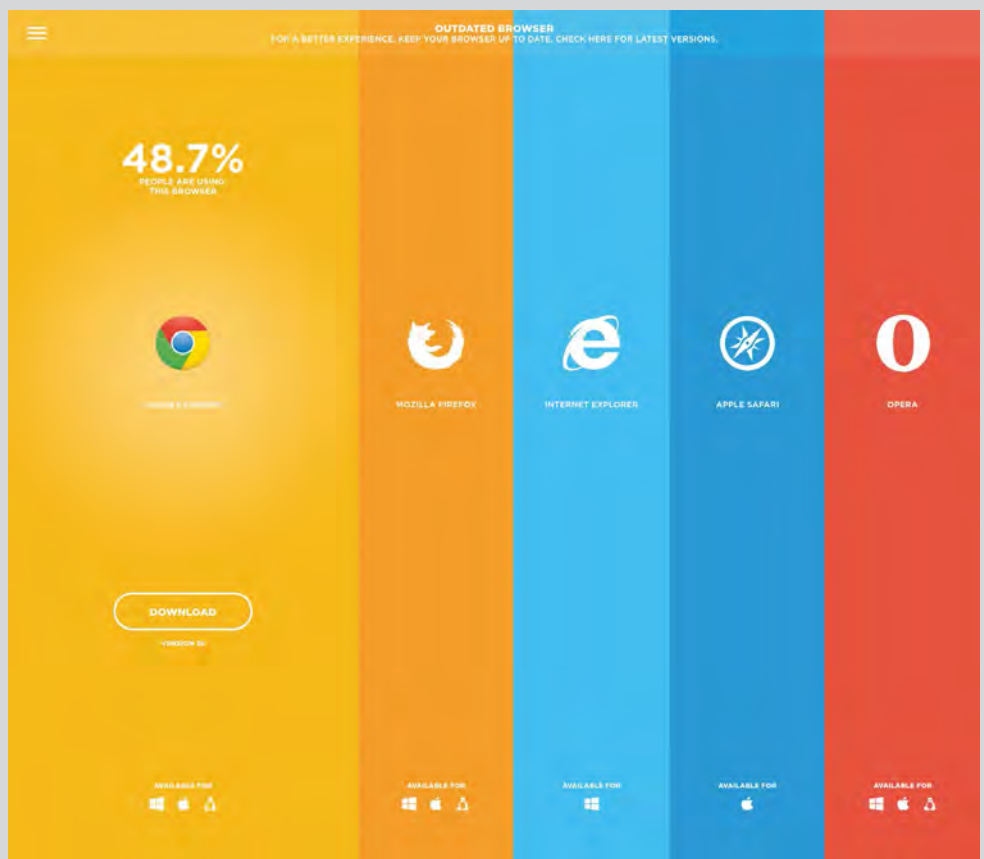 OUTDATED BROWSER
FOR A BETTER EXPERIENCE, KEEP YOUR BROWSER UP TO DATE. CHECK HERE FOR LATEST VERSIONS.
48.7%
PEOPLE ARE USING
THIS BROWSER
MOZILLA FIREFOX
INTERNET EXPLORER
APPLE SAFARI
OPERA
DOWNLOAD
AVAILABLE FOR
AVAILABLE FOR
AVAILABLE FOR
AVAILABLE FOR
AVAILABLE FOR